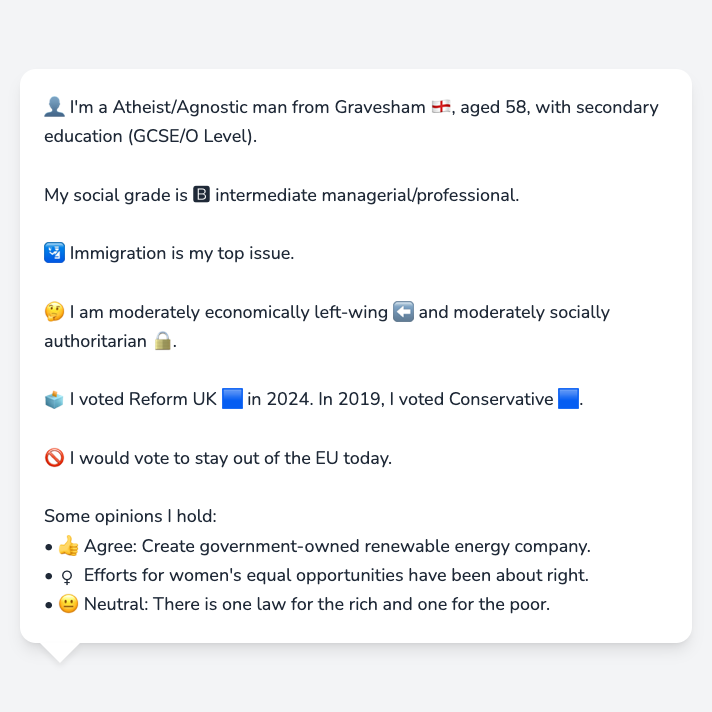 👤 I'm a Atheist/Agnostic man from Gravesham 🏴󠁧󠁢󠁥󠁮󠁧󠁿, aged 58, with secondary
education (GCSE/O Level).
My social grade is 🅱 intermediate managerial/professional.
🛂 Immigration is my top issue.
🤔 I am moderately economically left-wing ⬅️ and moderately socially
authoritarian 🔒.
🗳️ I voted Reform UK 🟦 in 2024. In 2019, I voted Conservative 🟦.
🚫 I would vote to stay out of the EU today.
Some opinions I hold:
• 👍 Agree: Create government-owned renewable energy company.
• ♀ Efforts for women's equal opportunities have been about right.
• 😐 Neutral: There is one law for the rich and one for the poor.